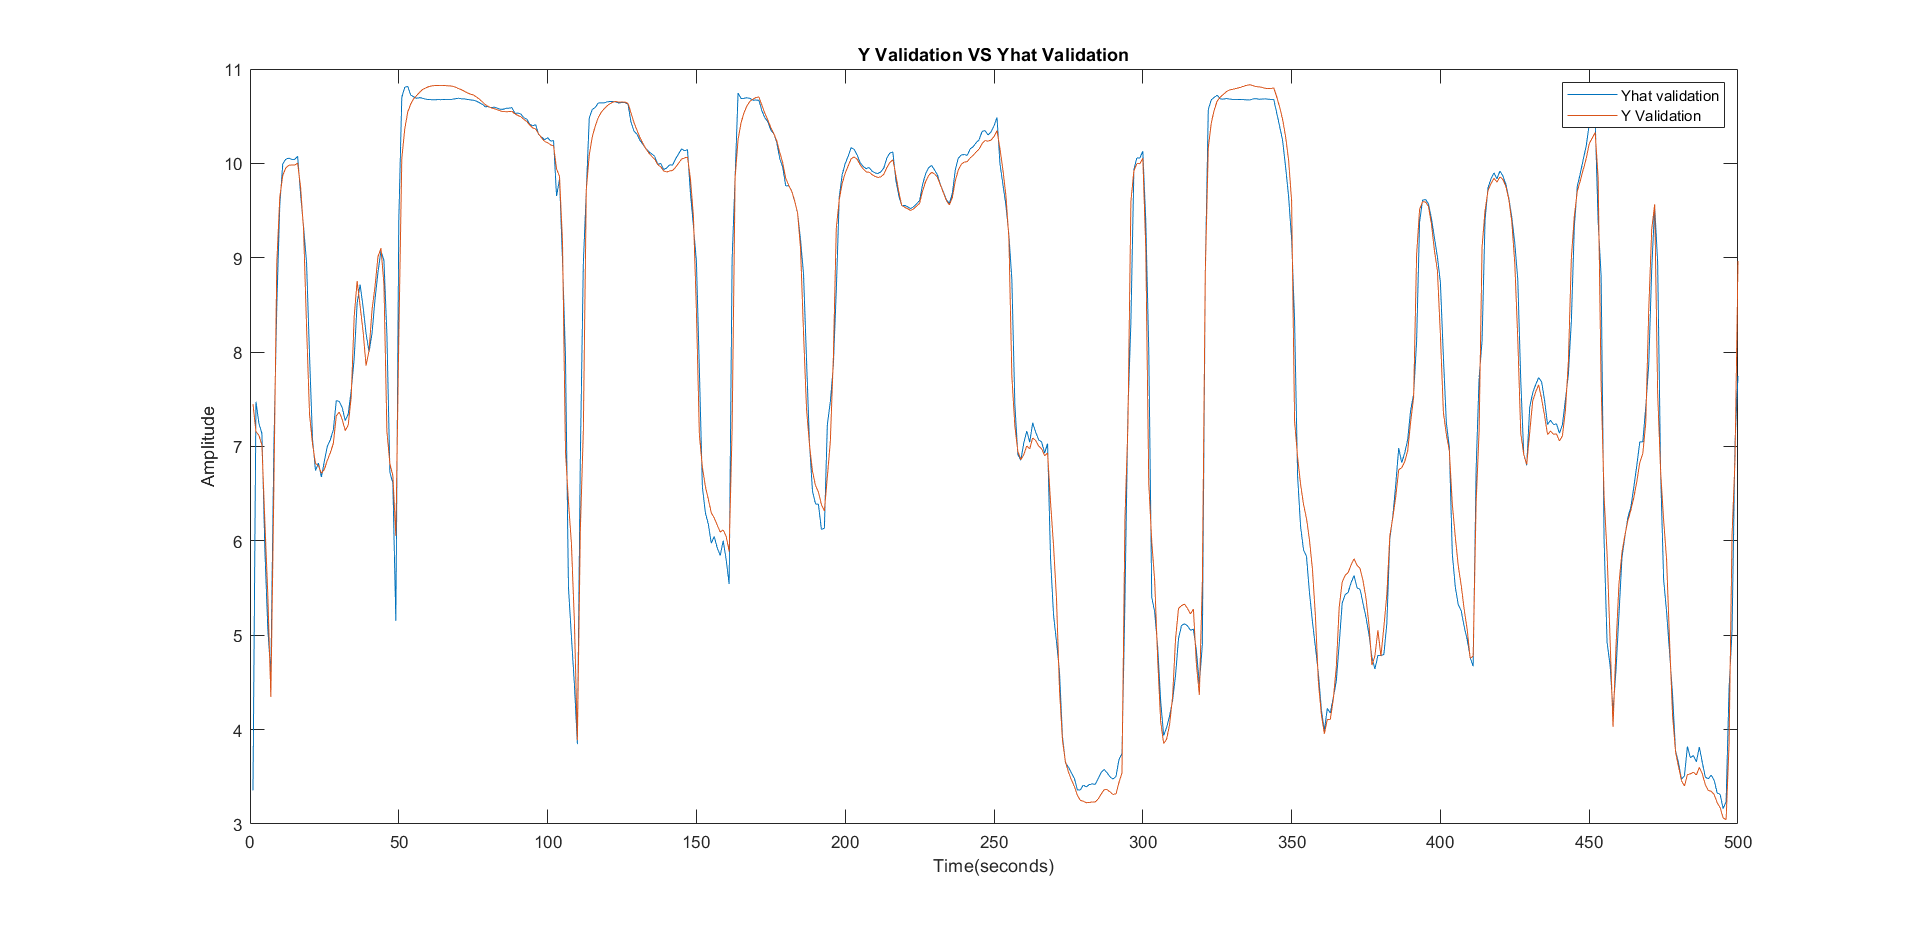 Y Validation VS Yhat Validation
11
10
9
8
7
6
5
4
3
Amplitude
Yhat validation
Y Validation
0 50 100 150 200 250 300 350 400 450 500
Time(seconds)